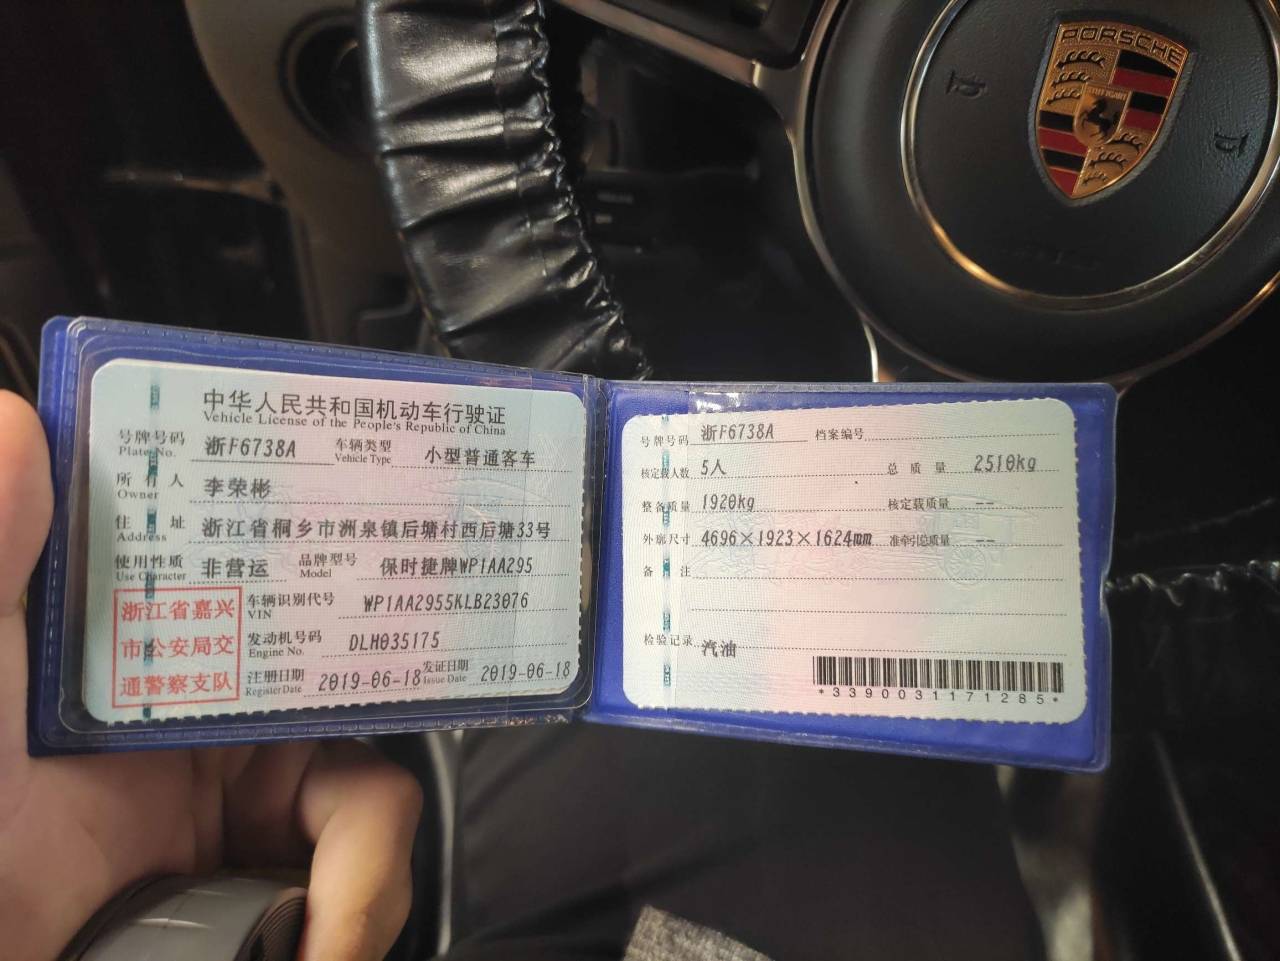 PORSCHE
STUTTGART
中华人民共和国机动车行驶证
Vehicle License of the People's Republic of China
号牌号码 浙F6738A 车辆类型 小型普通客车
Plate No. Vehicle Type
所有人 李荣彬
Owner
住址 浙江省桐乡市洲泉镇后塘村西后塘33号
Address
使用性质 非营运 品牌型号 保时捷牌WP1AA295
Use Character Model
浙江省嘉兴
市公安局交
通警察支队
车辆识别代号 WP1AA2955KLB23076
VIN
发动机号码 DLH035175
Engine No.
注册日期 2019-06-18 发证日期 2019-06-18
Register Date Issue Date
号牌号码 浙F6738A 档案编号
核定载人数 5人 总质量 2510kg
整备质量 1920kg 核定载质量 --
外廓尺寸 4696×1923×1624mm 准牵引总质量 --
备注
检验记录 汽油
*3390031171285*